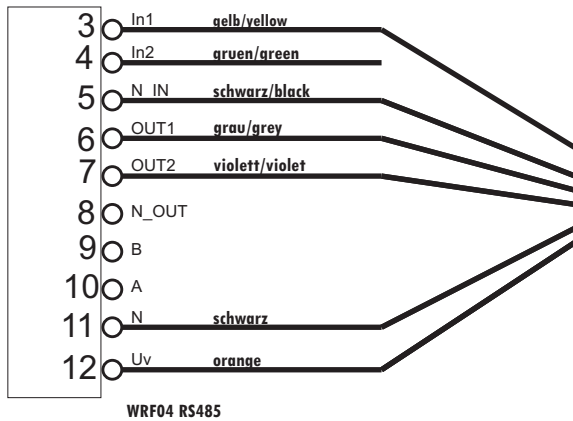 3 In1 gelb/yellow
4 In2 gruen/green
5 N_IN schwarz/black
6 OUT1 grau/grey
7 OUT2 violett/violet
8 N_OUT
9 B
10 A
11 N schwarz
12 Uv orange
WRF04 RS485